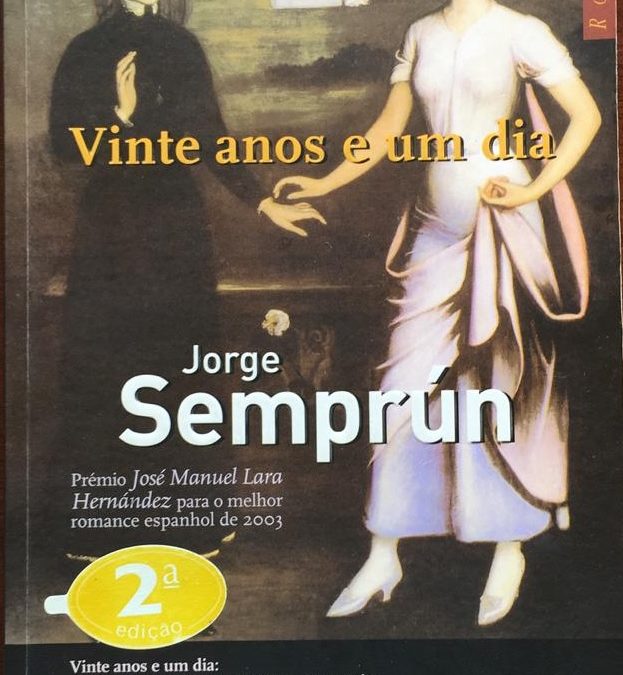 Vinte anos e um dia
Jorge
Semprún
Prémio José Manuel Lara
Hernández para o melhor
romance espanhol de 2003
2ª
edição
Vinte anos e um dia: